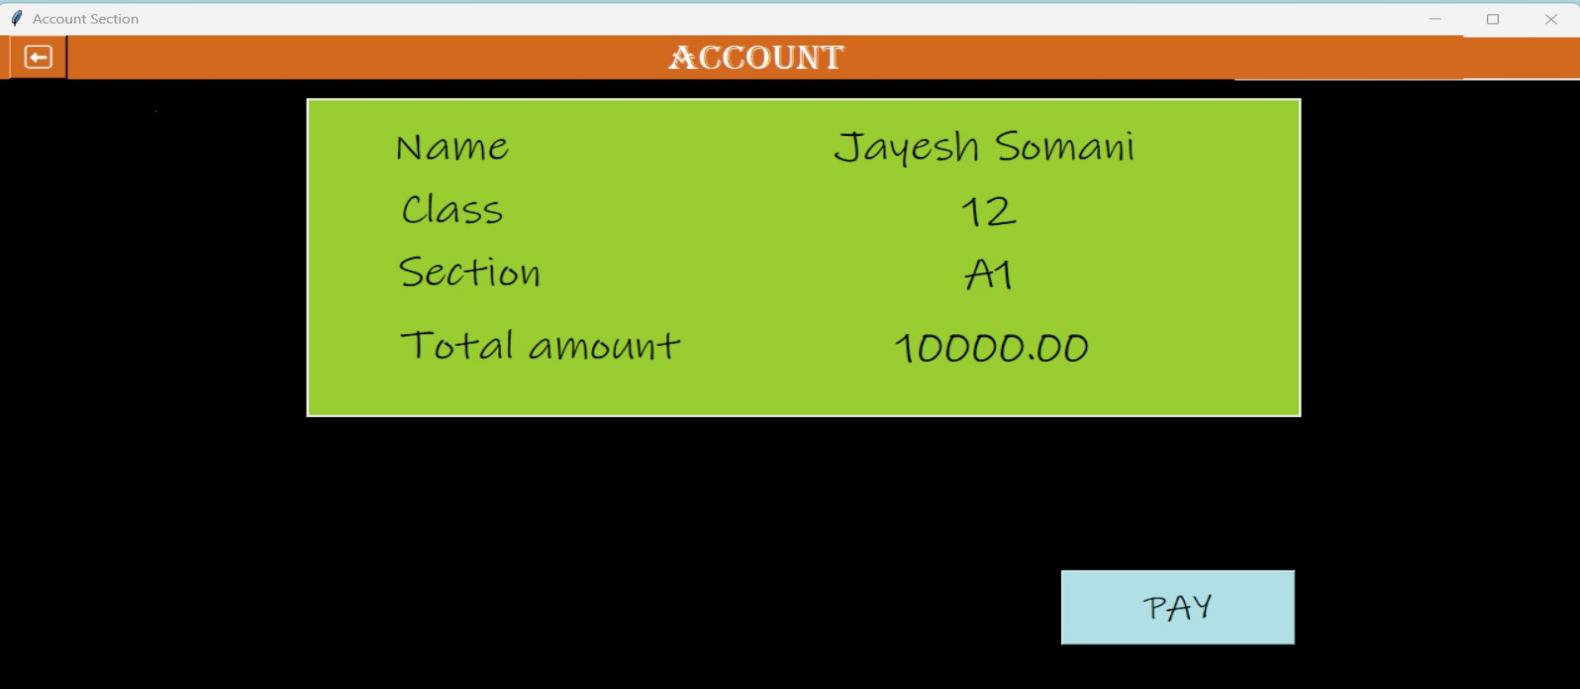 Account Section
ACCOUNT
Name Jayesh Somani
Class 12
Section A1
Total amount 10000.00
PAY